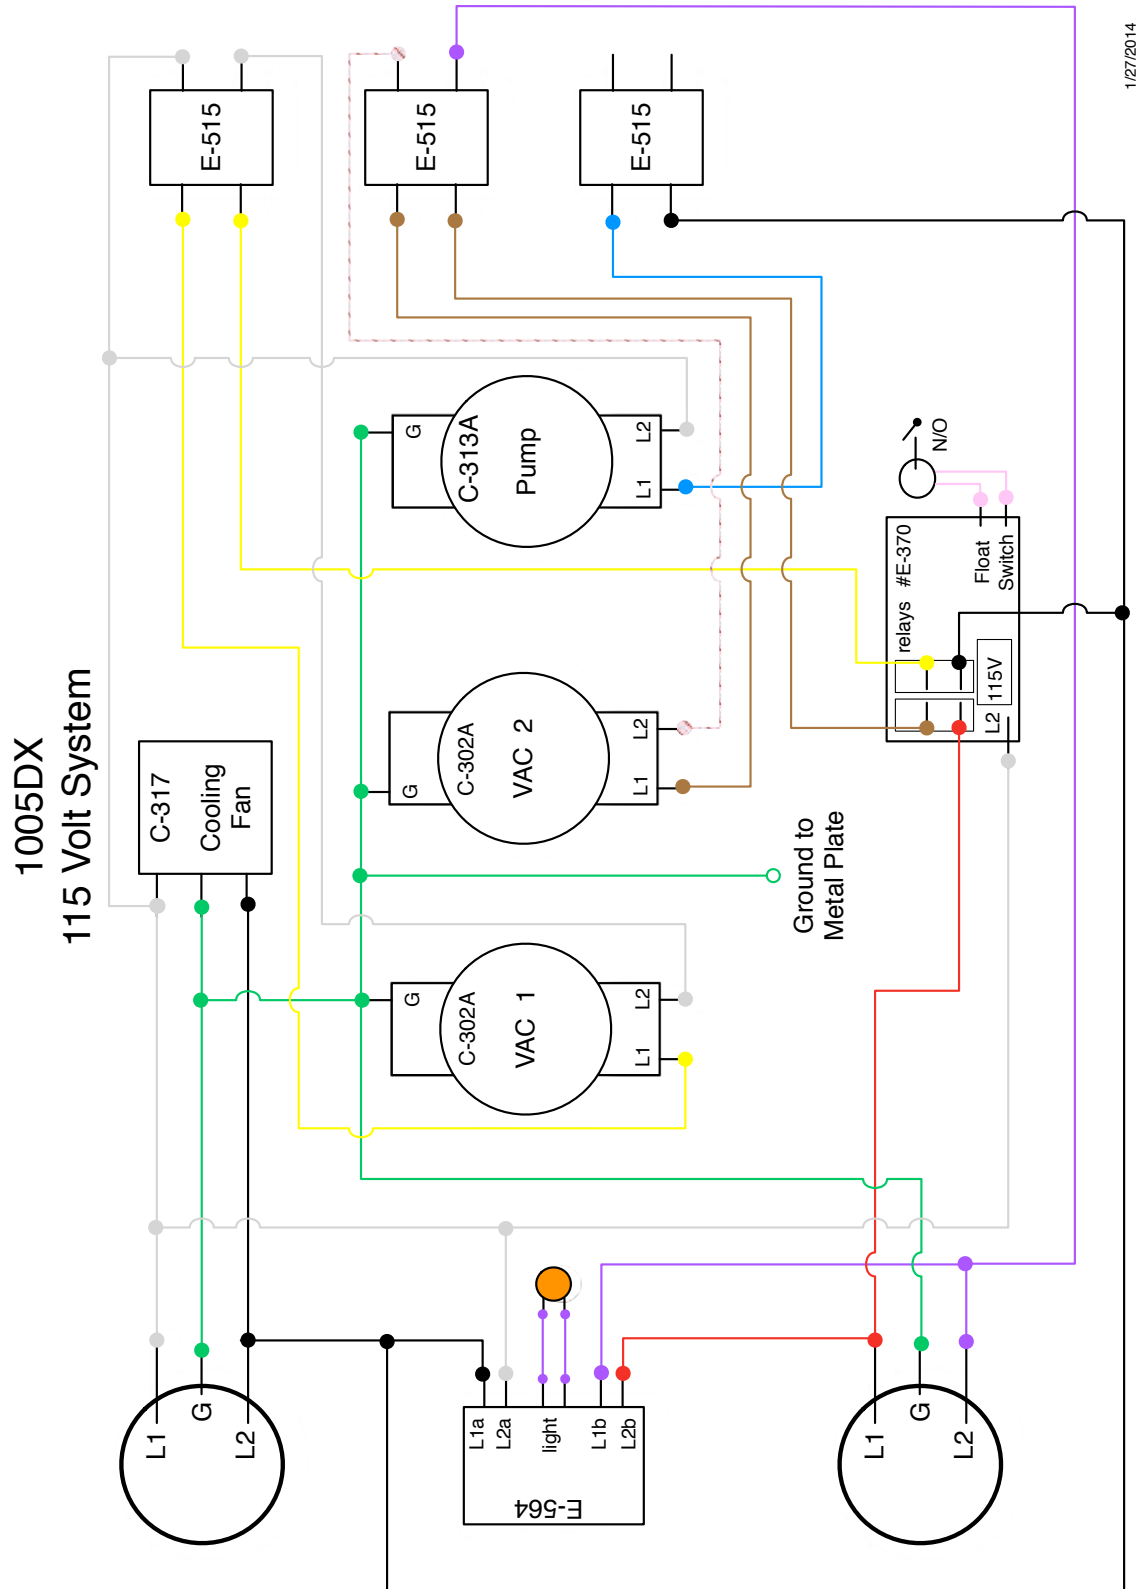 1005DX
115 Volt System
1/27/2014
E-515
E-515
E-515
C-313A
Pump
G
L1
L2
N/O
#E-370
relays
Float
Switch
115V
L2
C-317
Cooling
Fan
C-302A
VAC 2
G
L1
L2
Ground to
Metal Plate
C-302A
VAC 1
G
L1
L2
L1
G
L2
L1a
L2a
light
L1b
L2b
E-564
L1
G
L2